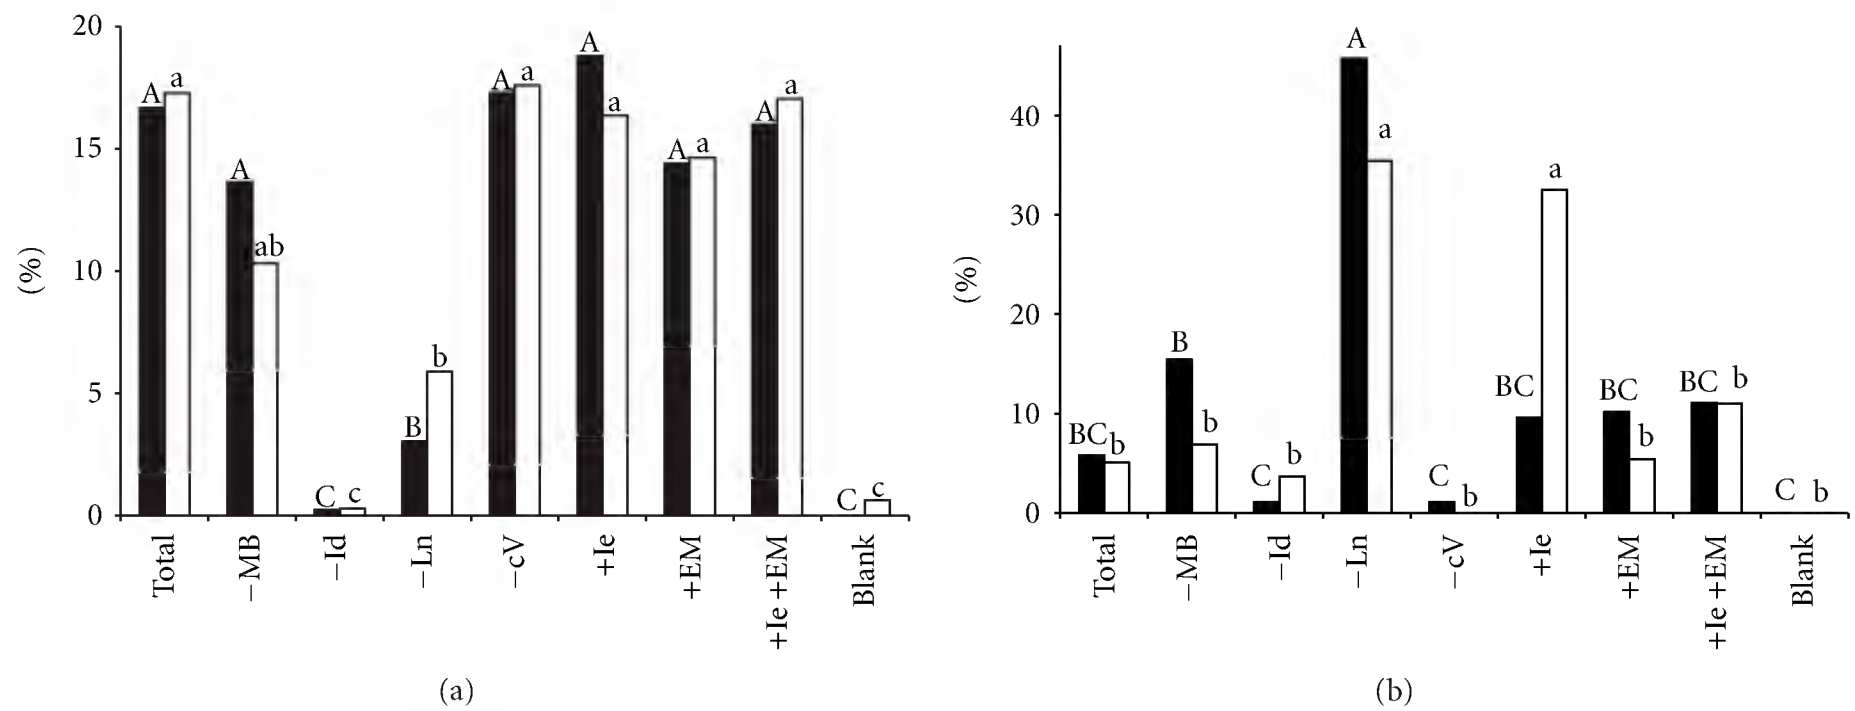 20
15
10
5
0
(%)
A a
A ab
C c
B b
A a
A a
A a
A a
C c
Total
−MB
−Id
−Ln
−cV
+Ie
+EM
+Ie +EM
Blank
(a)
40
30
20
10
0
(%)
BC b
B b
C b
A a
C b
BC a
BC b
BC b
C b
Total
−MB
−Id
−Ln
−cV
+Ie
+EM
+Ie +EM
Blank
(b)